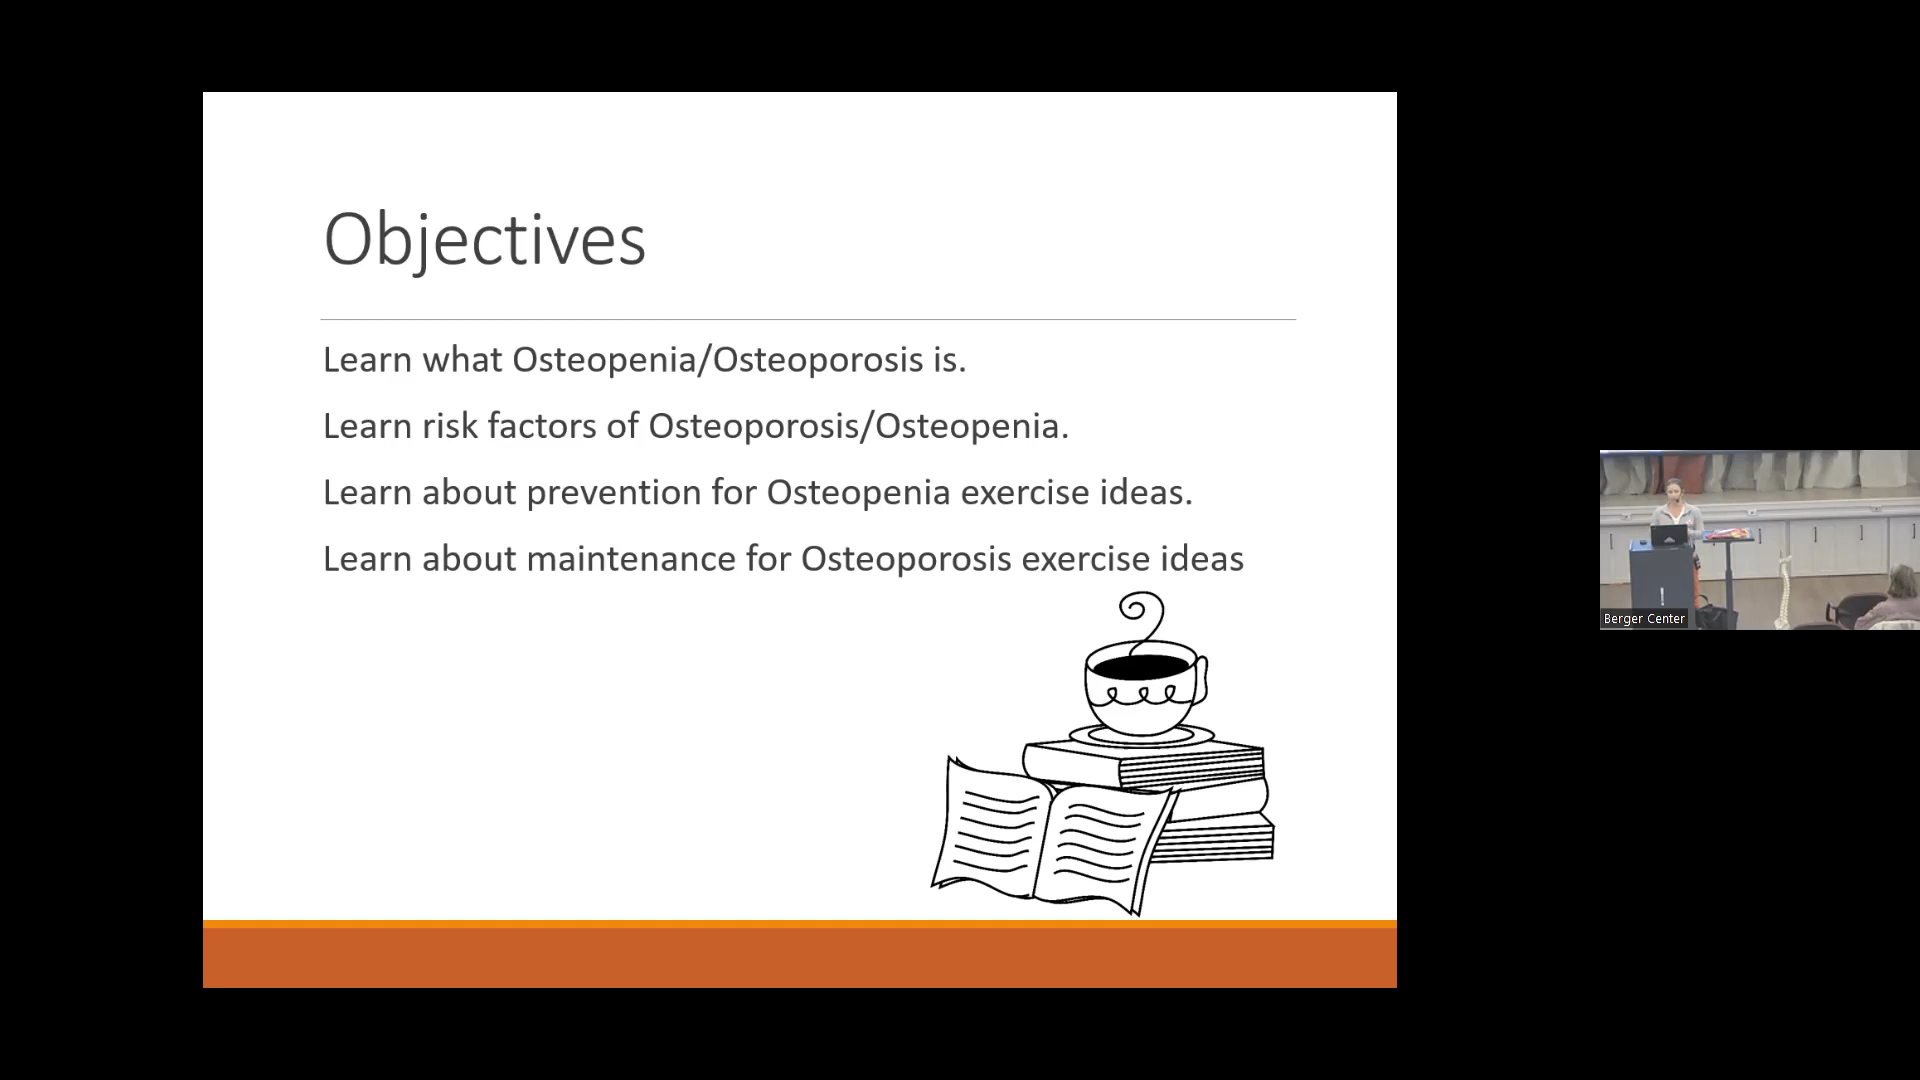 Objectives
Learn what Osteopenia/Osteoporosis is.
Learn risk factors of Osteoporosis/Osteopenia.
Learn about prevention for Osteopenia exercise ideas.
Learn about maintenance for Osteoporosis exercise ideas
Berger Center